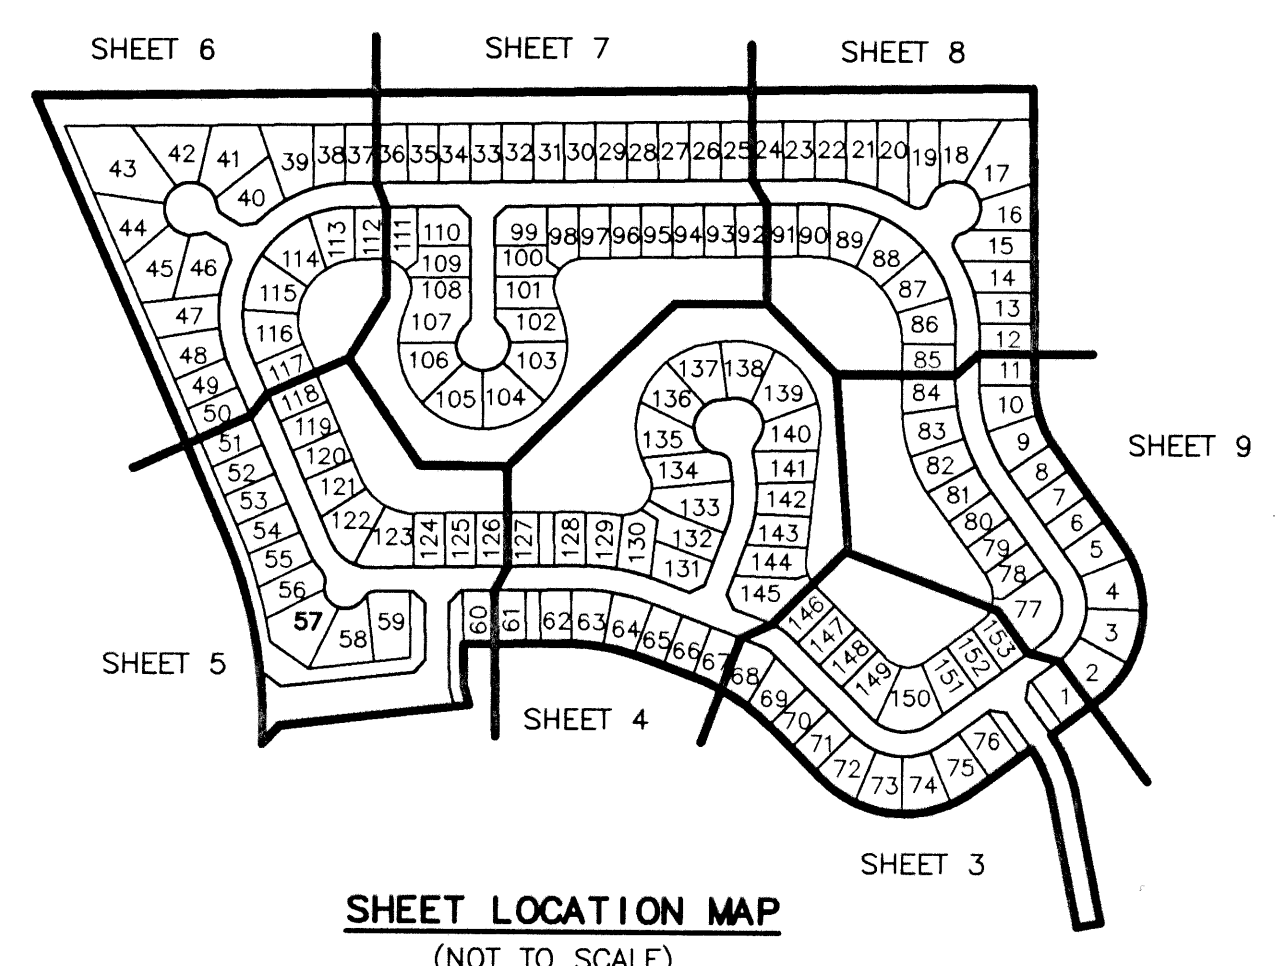 SHEET 6 SHEET 7 SHEET 8
43 42 41 40 39 38 37 36 35 34 33 32 31 30 29 28 27 26 25 24 23 22 21 20 19 18 17
44 45 46 16 15 14 13 12
114 113 112 111 110 99 98 97 96 95 94 93 92 91 90 89 88 87 86 85
109 100
108 101
107 102
106 103
105 104
115 116 117
47 48 49 50
51 52 53 54 55 56 57 58 59
118 119 120 121 122 123 124 125 126 127 128 129 130
137 138 139 136 135 134 133 132 131
140 141 142 143 144 145
84 83 82 81 80 79 78 77
11 10 9 8 7 6 5 4 3 2 1
SHEET 9
60 61 62 63 64 65 66 67 68 69 70 71 72 73 74 75 76
146 147 148 149 150 151 152 153
SHEET 5
SHEET 4
SHEET 3
SHEET LOCATION MAP
(NOT TO SCALE)